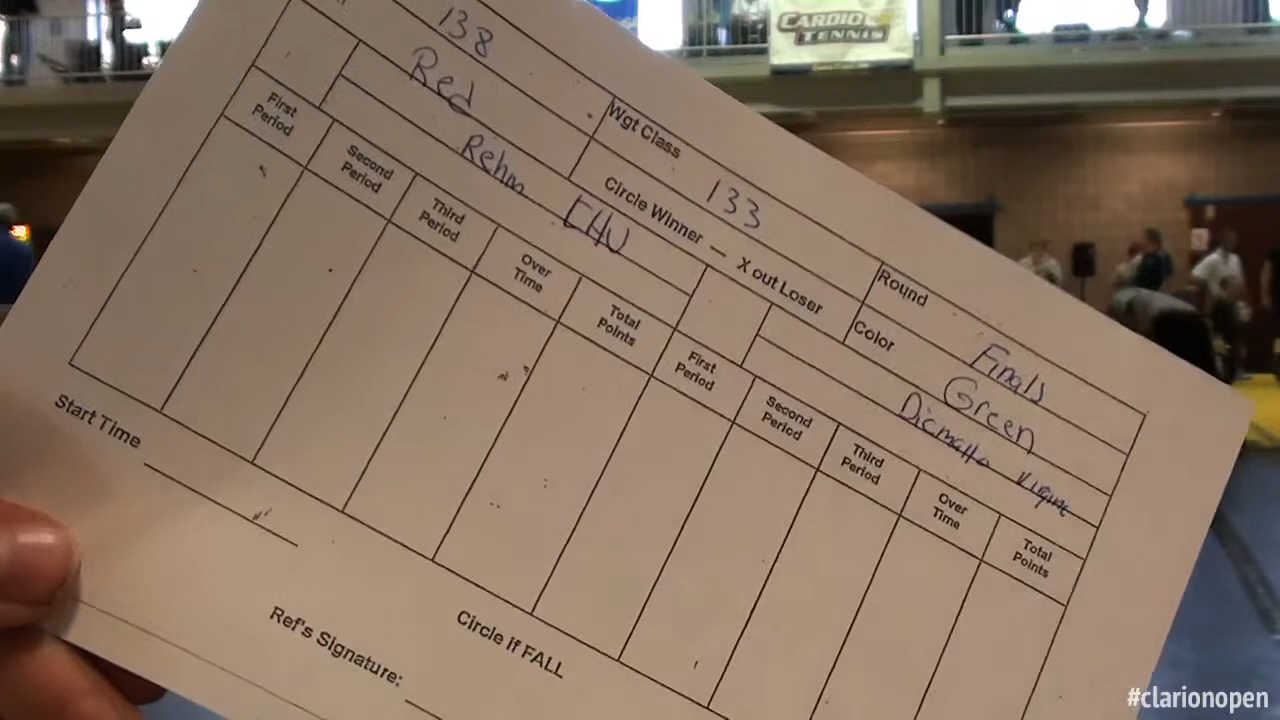 CARDIO
TENNIS
138 Wgt Class 133 Round Finals
Red Circle Winner — X out Loser Color Green
Rehm LHU
First Period Second Period Third Period Over Time Total Points First Period Second Period Third Period Over Time Total Points
Start Time
Ref's Signature:
Circle if FALL
#clarionopen